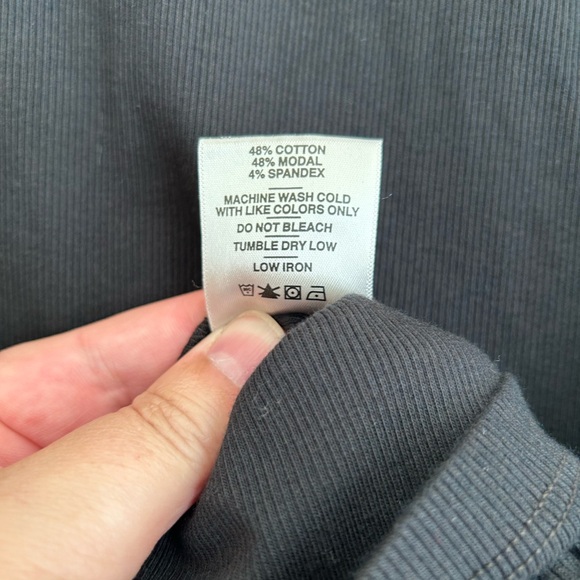 48% COTTON
48% MODAL
4% SPANDEX
MACHINE WASH COLD
WITH LIKE COLORS ONLY
DO NOT BLEACH
TUMBLE DRY LOW
LOW IRON